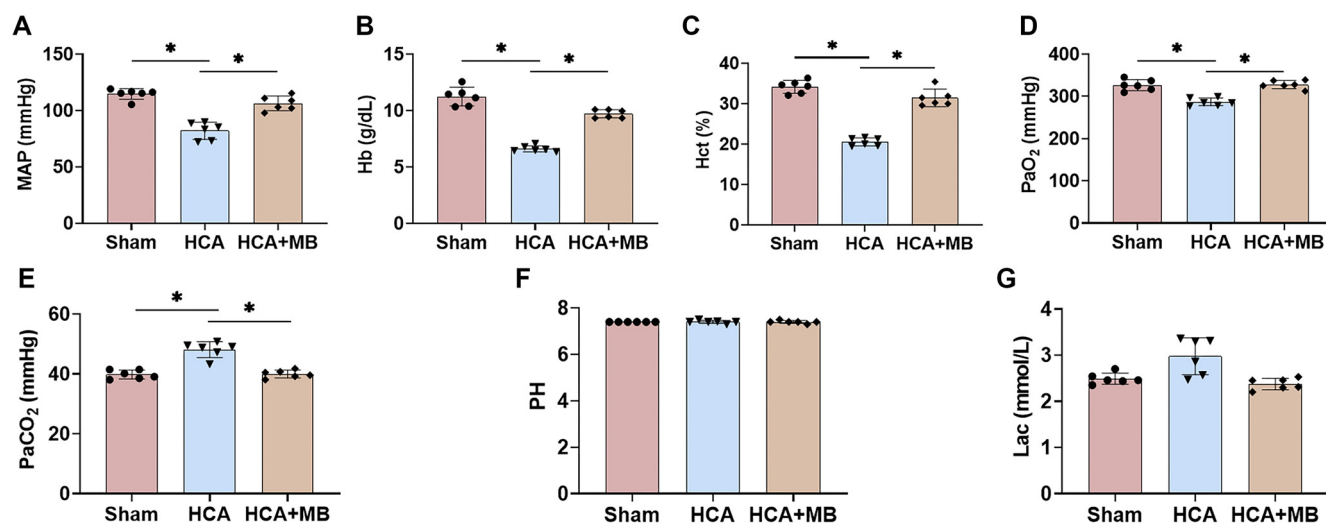 A
MAP (mmHg)
150
100
50
0
* *
Sham HCA HCA+MB
B
Hb (g/dL)
15
10
5
0
* *
Sham HCA HCA+MB
C
Hct (%)
40
30
20
10
0
* *
Sham HCA HCA+MB
D
PaO2 (mmHg)
400
300
200
100
0
* *
Sham HCA HCA+MB
E
PaCO2 (mmHg)
60
40
20
0
* *
Sham HCA HCA+MB
F
PH
8
6
4
2
0
Sham HCA HCA+MB
G
Lac (mmol/L)
4
3
2
1
0
Sham HCA HCA+MB